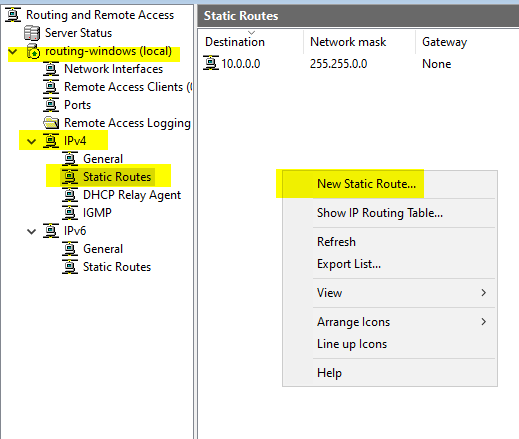 Routing and Remote Access
Server Status
routing-windows (local)
Network Interfaces
Remote Access Clients (
Ports
Remote Access Logging
IPv4
General
Static Routes
DHCP Relay Agent
IGMP
IPv6
General
Static Routes
Static Routes
Destination Network mask Gateway
10.0.0.0 255.255.0.0 None
New Static Route...
Show IP Routing Table...
Refresh
Export List...
View
Arrange Icons
Line up Icons
Help